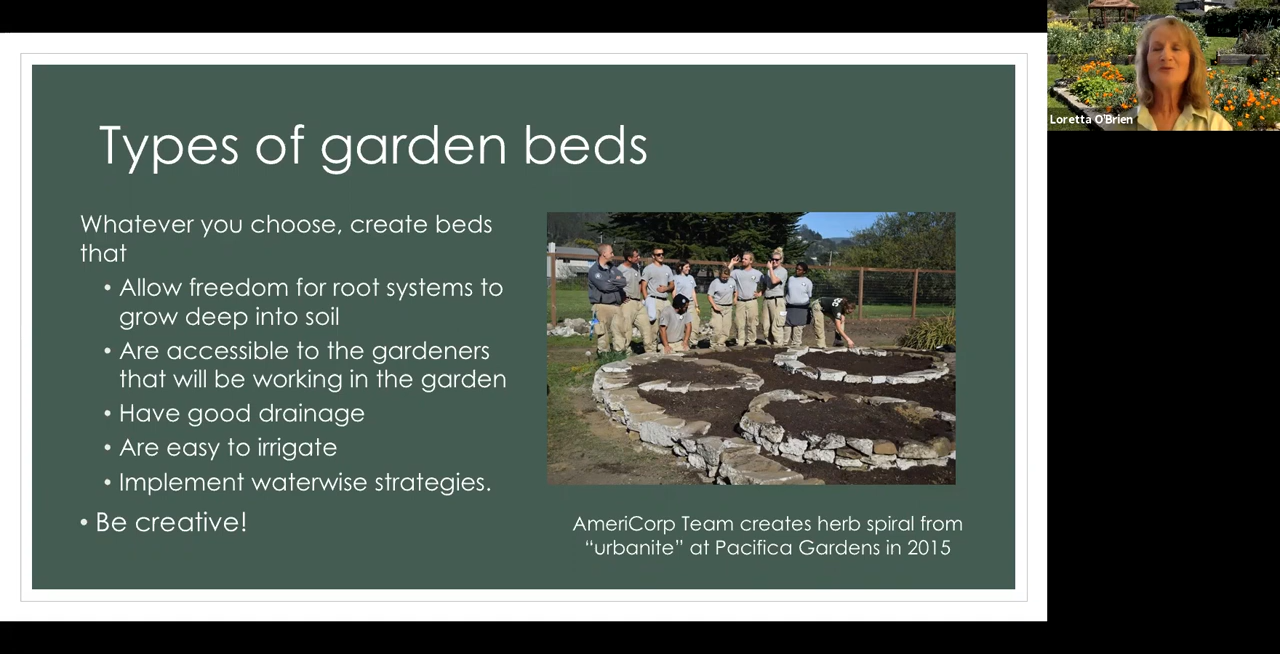 Types of garden beds
Whatever you choose, create beds
that
• Allow freedom for root systems to
grow deep into soil
• Are accessible to the gardeners
that will be working in the garden
• Have good drainage
• Are easy to irrigate
• Implement waterwise strategies.
• Be creative!
AmeriCorp Team creates herb spiral from
“urbanite” at Pacifica Gardens in 2015
Loretta O'Brien